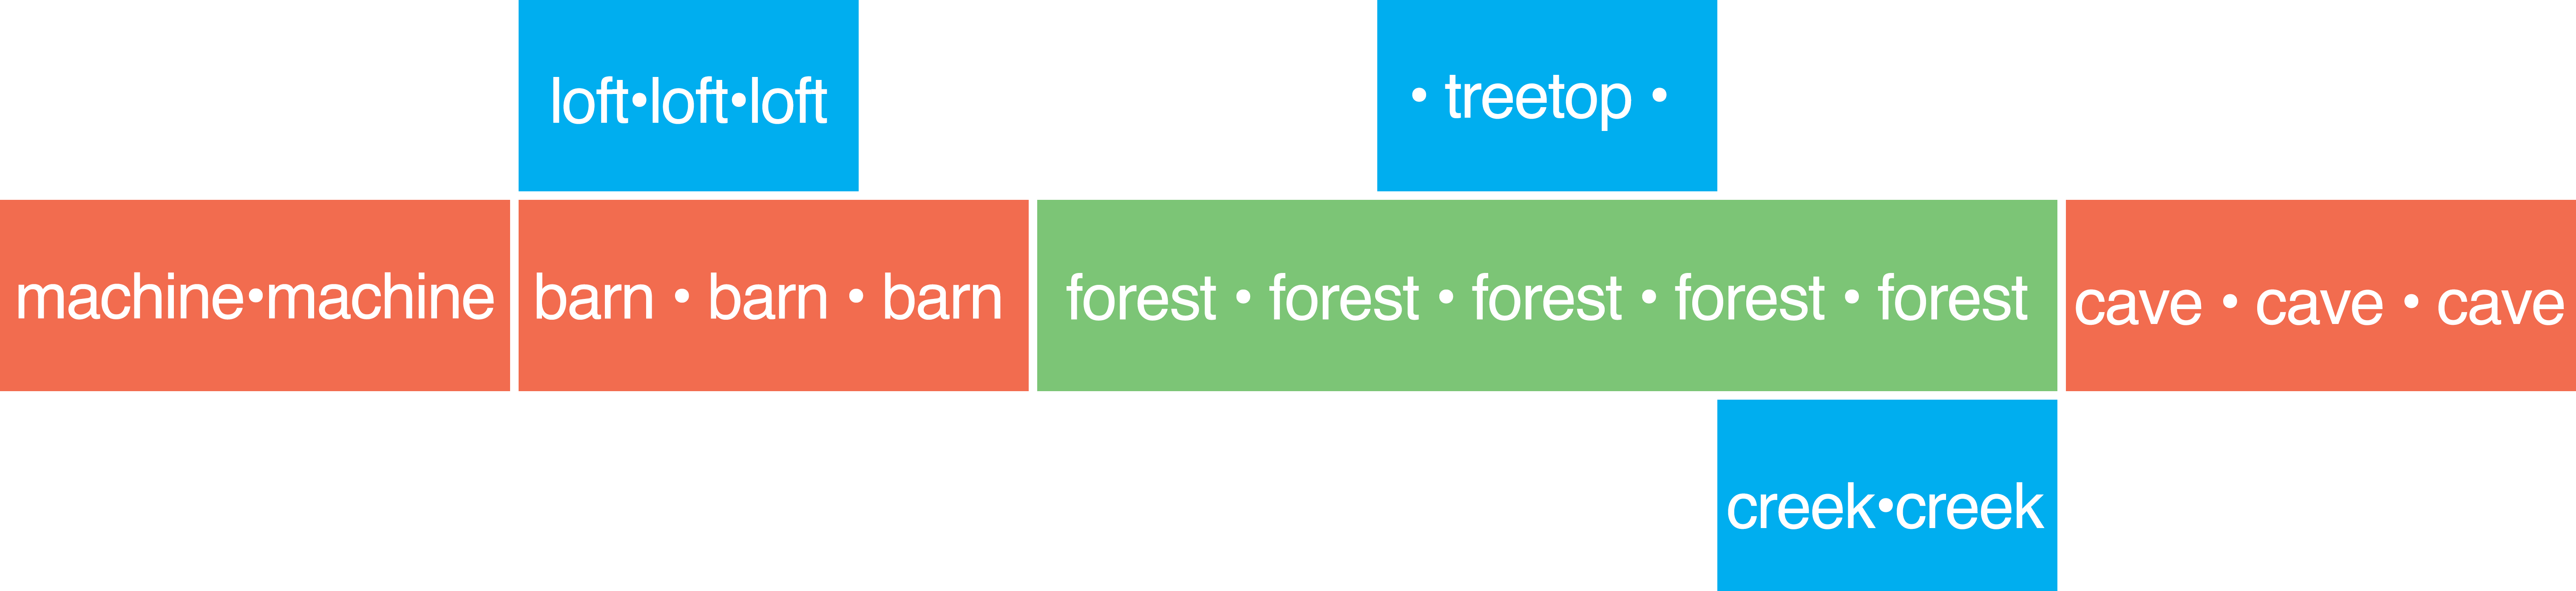 loft•loft•loft
• treetop •
machine•machine
barn • barn • barn
forest • forest • forest • forest • forest
cave • cave • cave
creek•creek